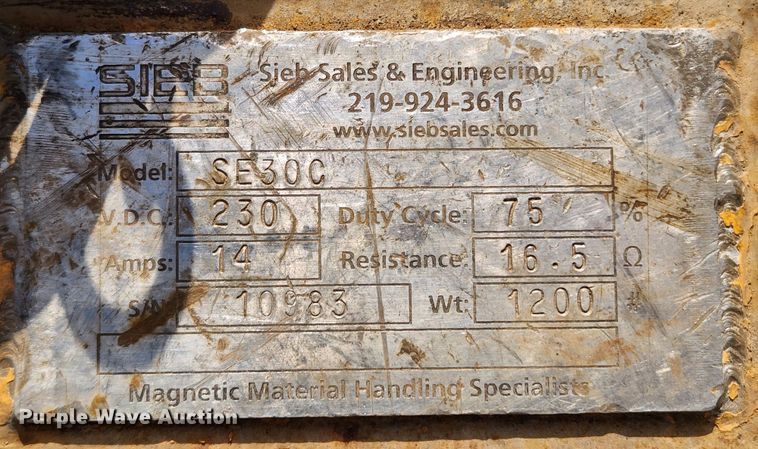 SIEB
Sieb Sales & Engineering, Inc
219-924-3616
www.siebsales.com
Model: SE30C
V.D.C.: 230 Duty Cycle: 75 %
Amps: 14 Resistance: 16.5 Ω
S/N 10983 Wt: 1200 #
Magnetic Material Handling Specialists
Purple Wave Auction